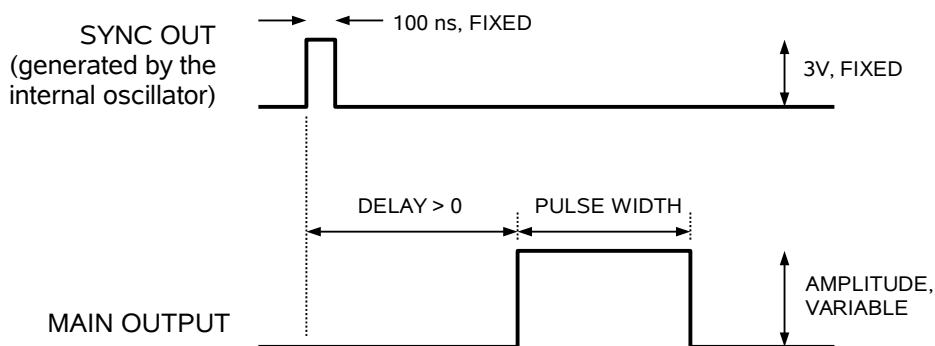 100 ns, FIXED
SYNC OUT
(generated by the
internal oscillator)
3V, FIXED
DELAY > 0
PULSE WIDTH
AMPLITUDE,
VARIABLE
MAIN OUTPUT